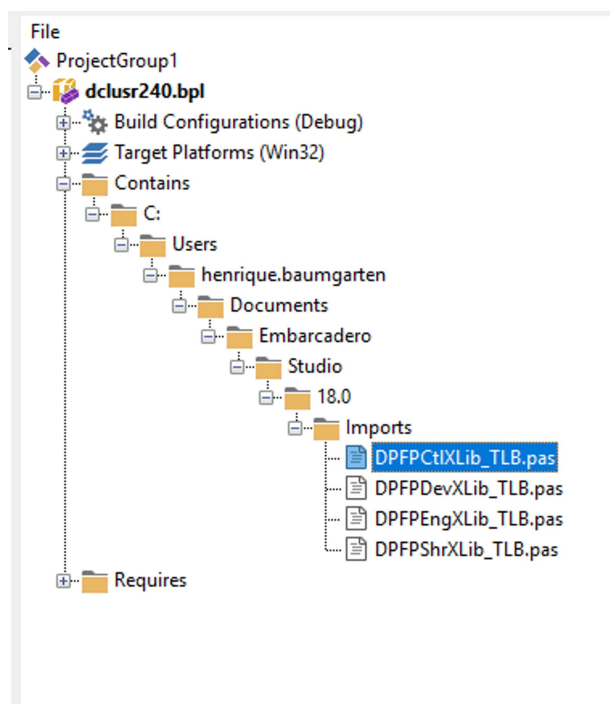 File
ProjectGroup1
dclusr240.bpl
Build Configurations (Debug)
Target Platforms (Win32)
Contains
C:
Users
henrique.baumgarten
Documents
Embarcadero
Studio
18.0
Imports
DPFPCtlXLib_TLB.pas
DPFPDevXLib_TLB.pas
DPFPEngXLib_TLB.pas
DPFPShrXLib_TLB.pas
Requires